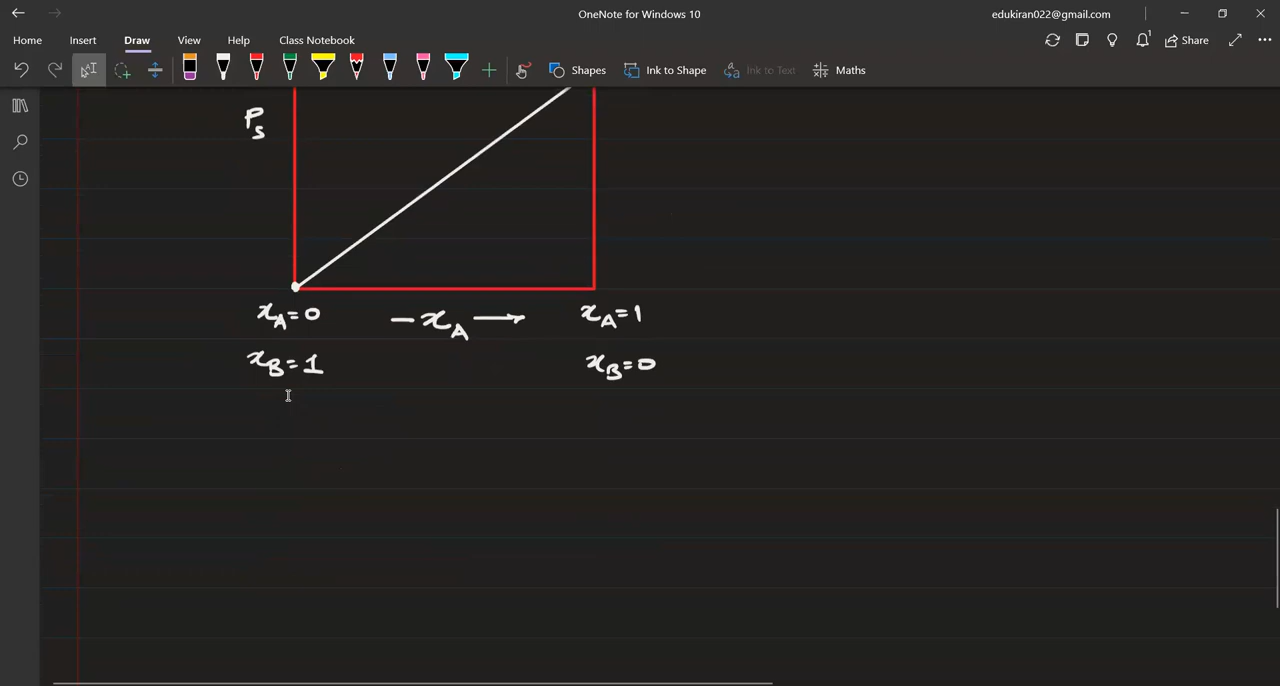 OneNote for Windows 10
edukiran022@gmail.com
Home Insert Draw View Help Class Notebook
1 Share
Shapes Ink to Shape Ink to Text Maths
Ps
xA=0 – xA → xA=1
xB=1 xB=0